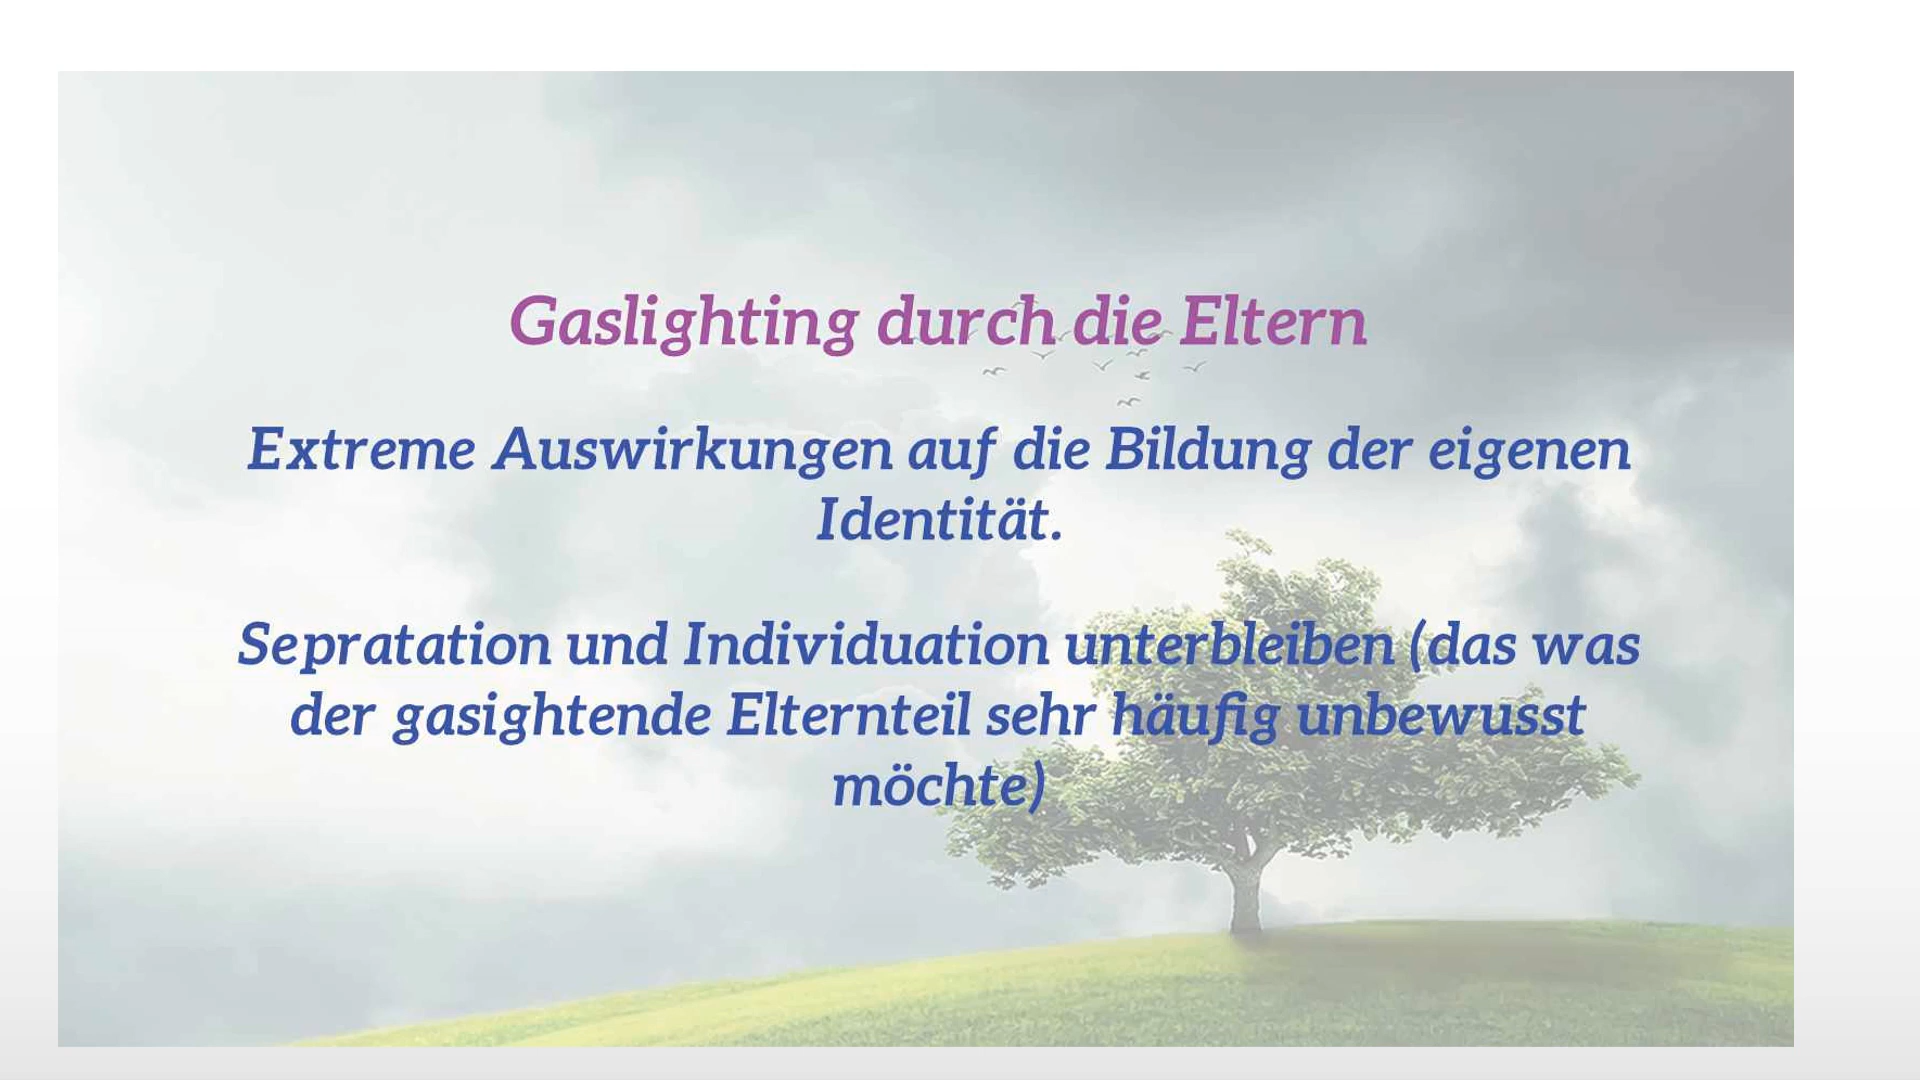 Gaslighting durch die Eltern
Extreme Auswirkungen auf die Bildung der eigenen
Identität.
Sepratation und Individuation unterbleiben (das was
der gasightende Elternteil sehr häufig unbewusst
möchte)